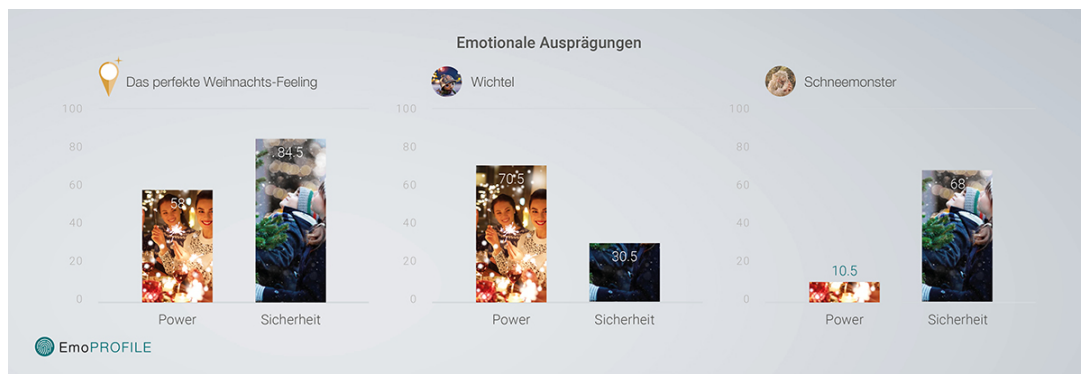 Emotionale Ausprägungen
Das perfekte Weihnachts-Feeling
100
80
60
40
20
0
58
84.5
Power
Sicherheit
Wichtel
100
80
60
40
20
0
70.5
30.5
Power
Sicherheit
Schneemonster
100
80
60
40
20
0
10.5
68
Power
Sicherheit
EmoPROFILE